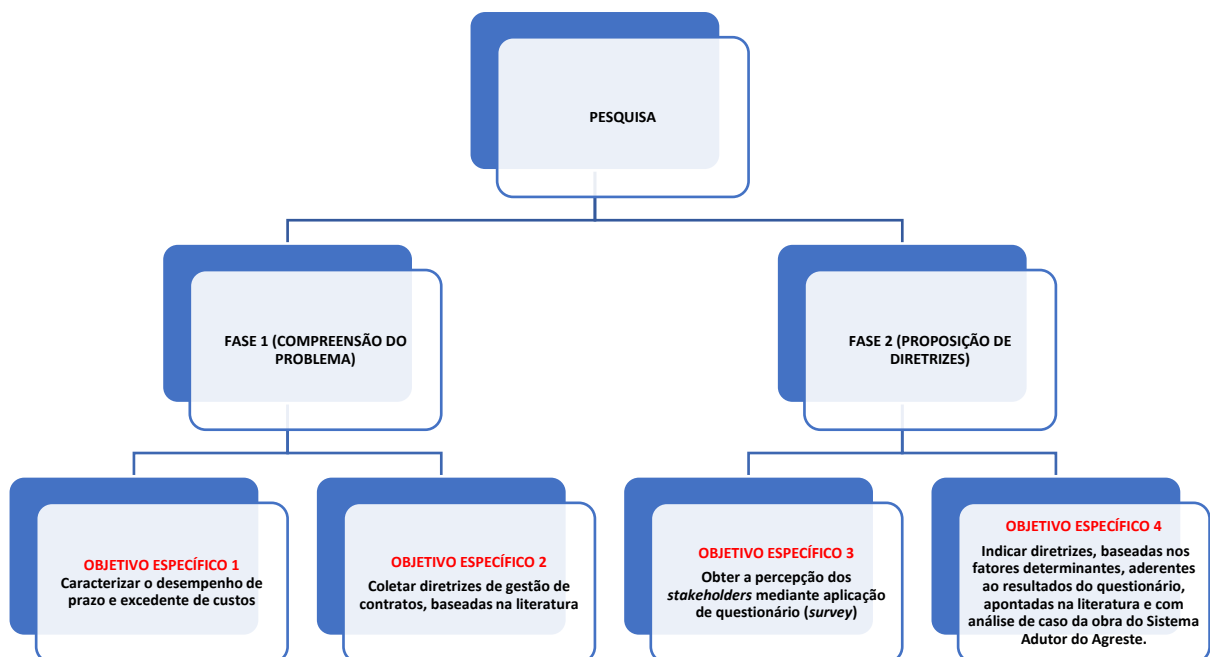 PESQUISA
FASE 1 (COMPREENSÃO DO
PROBLEMA)
FASE 2 (PROPOSIÇÃO DE
DIRETRIZES)
OBJETIVO ESPECÍFICO 1
Caracterizar o desempenho de
prazo e excedente de custos
OBJETIVO ESPECÍFICO 2
Coletar diretrizes de gestão de
contratos, baseadas na literatura
OBJETIVO ESPECÍFICO 3
Obter a percepção dos
stakeholders mediante aplicação
de questionário (survey)
OBJETIVO ESPECÍFICO 4
Indicar diretrizes, baseadas nos
fatores determinantes, aderentes
ao resultados do questionário,
apontadas na literatura e com
análise de caso da obra do Sistema
Adutor do Agreste.